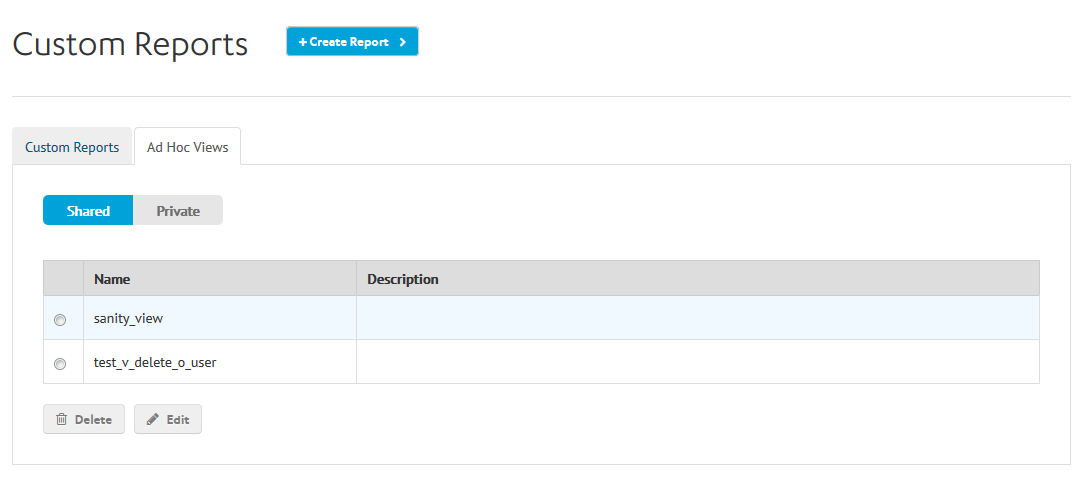 Custom Reports
+ Create Report
Custom Reports
Ad Hoc Views
Shared
Private
Name
Description
sanity_view
test_v_delete_o_user
Delete
Edit